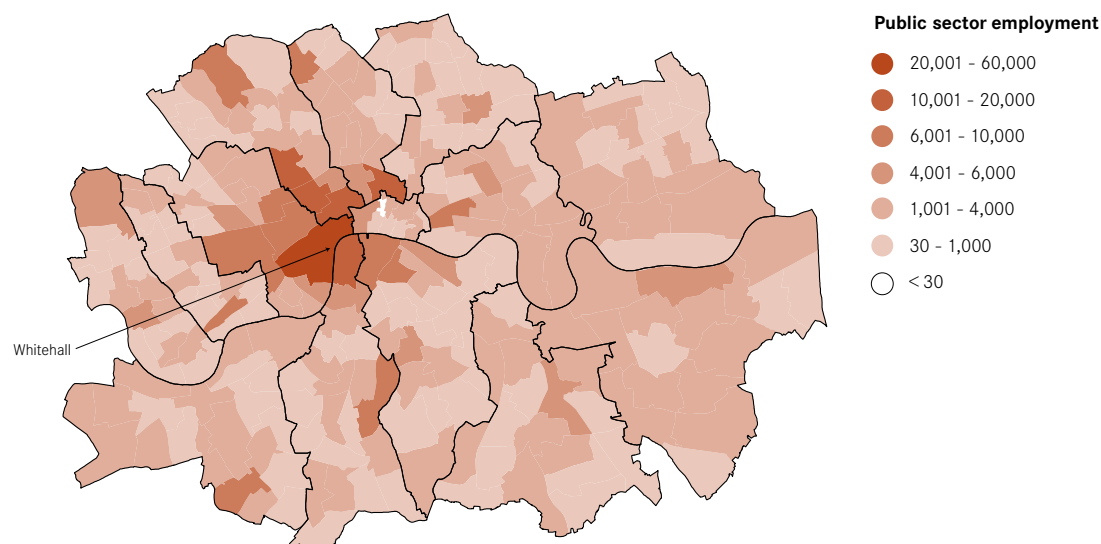 Public sector employment
20,001 - 60,000
10,001 - 20,000
6,001 - 10,000
4,001 - 6,000
1,001 - 4,000
30 - 1,000
< 30
Whitehall